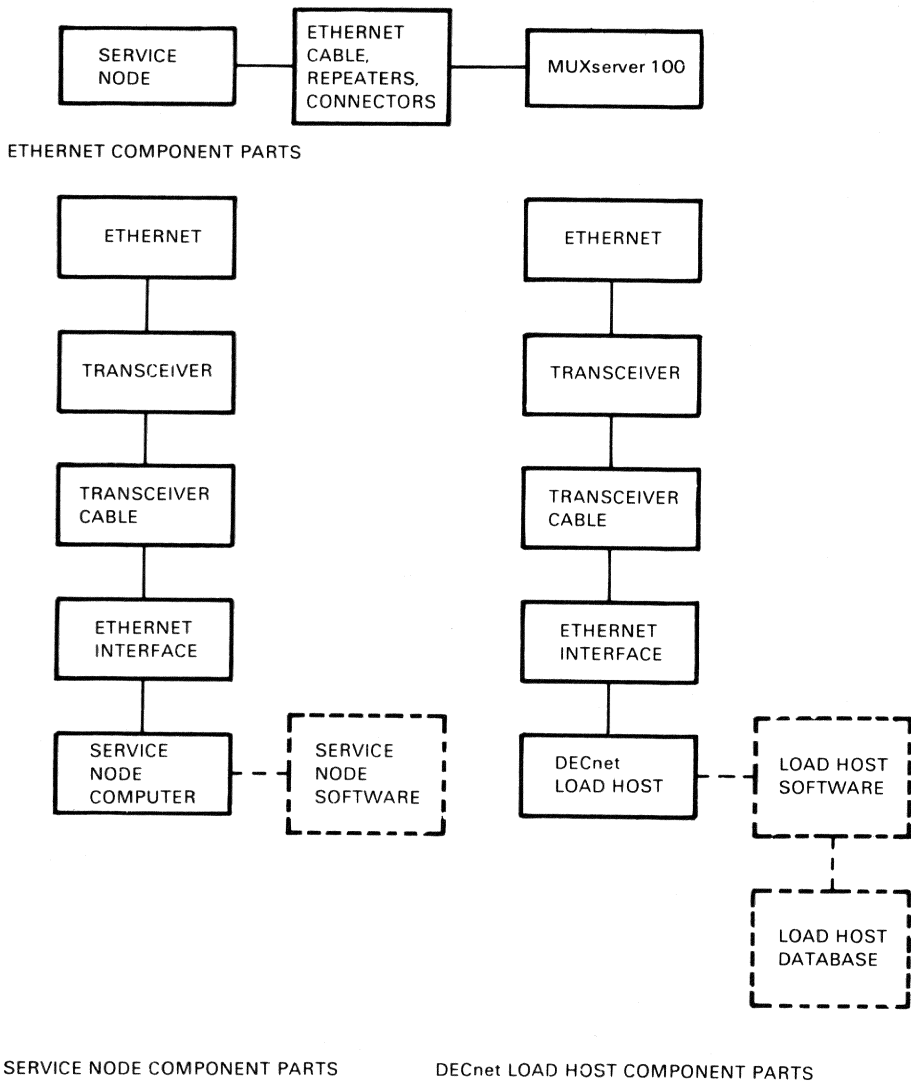 SERVICE
NODE
ETHERNET
CABLE,
REPEATERS,
CONNECTORS
MUXserver 100
ETHERNET COMPONENT PARTS
ETHERNET
TRANSCEIVER
TRANSCEIVER
CABLE
ETHERNET
INTERFACE
SERVICE
NODE
COMPUTER
SERVICE
NODE
SOFTWARE
SERVICE NODE COMPONENT PARTS
ETHERNET
TRANSCEIVER
TRANSCEIVER
CABLE
ETHERNET
INTERFACE
DECnet
LOAD HOST
LOAD HOST
SOFTWARE
LOAD HOST
DATABASE
DECnet LOAD HOST COMPONENT PARTS